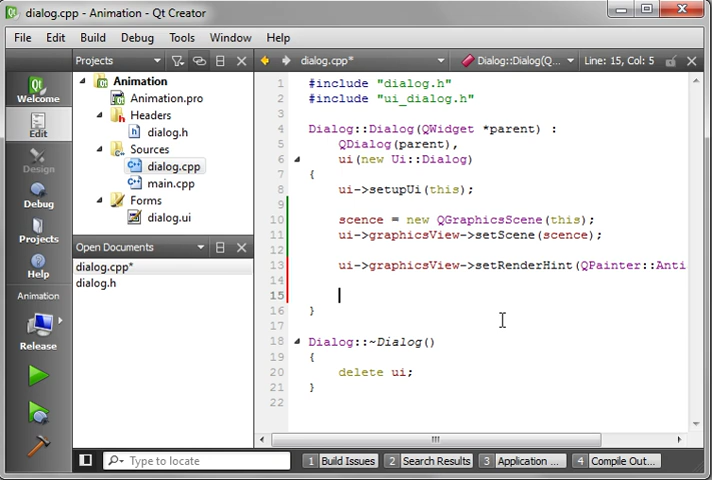 dialog.cpp - Animation - Qt Creator
File Edit Build Debug Tools Window Help
Projects
dialog.cpp*
Dialog::Dialog(Q...
Line: 15, Col: 5
Welcome
Edit
Design
Debug
Projects
Help
Animation
Release
Animation
Animation.pro
Headers
dialog.h
Sources
dialog.cpp
main.cpp
Forms
dialog.ui
Open Documents
dialog.cpp*
dialog.h
1 #include "dialog.h"
2 #include "ui_dialog.h"
3
4 Dialog::Dialog(QWidget *parent) :
5 QDialog(parent),
6 ui(new Ui::Dialog)
7 {
8 ui->setupUi(this);
9
10 scence = new QGraphicsScene(this);
11 ui->graphicsView->setScene(scence);
12
13 ui->graphicsView->setRenderHint(QPainter::Anti
14
15
16 }
17
18 Dialog::~Dialog()
19 {
20 delete ui;
21 }
22
Type to locate
1 Build Issues
2 Search Results
3 Application ...
4 Compile Out...